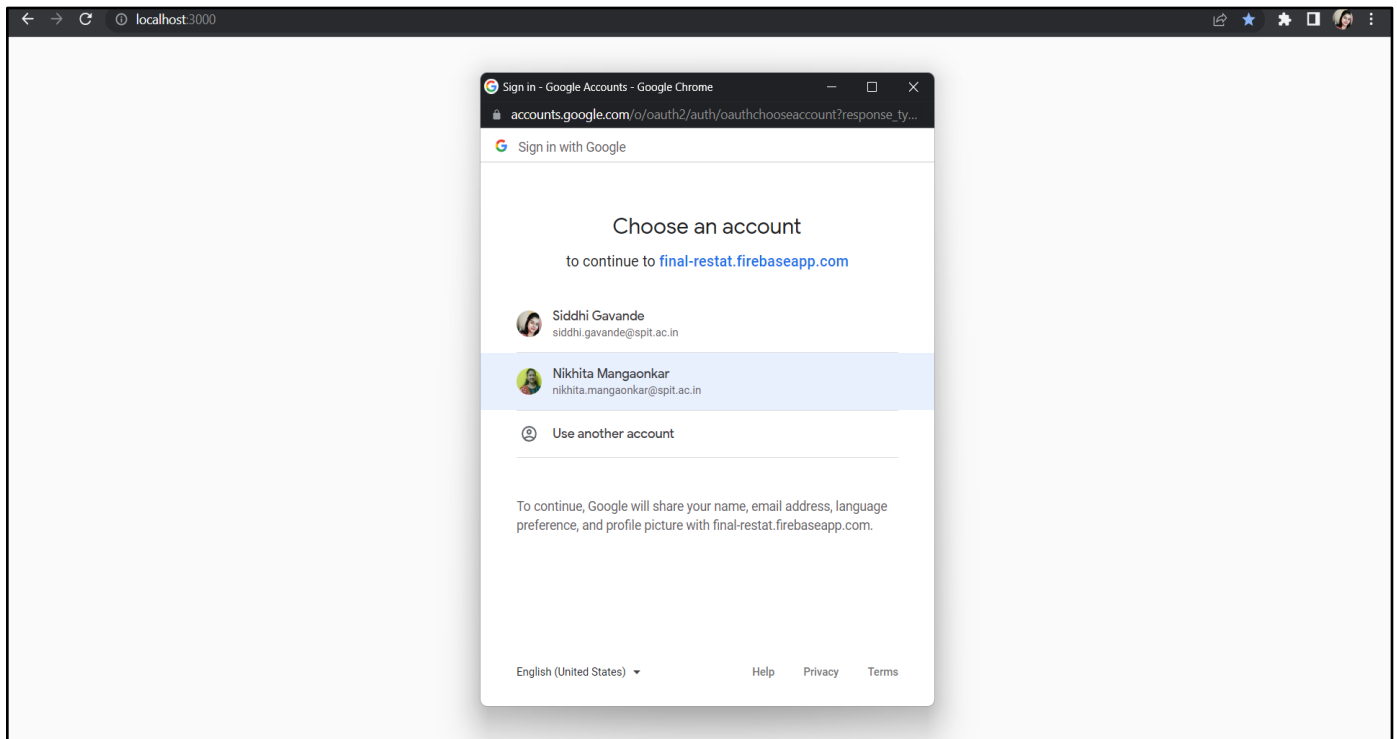 localhost:3000
Sign in - Google Accounts - Google Chrome
accounts.google.com/o/oauth2/auth/oauthchooseaccount?response_ty...
Sign in with Google
Choose an account
to continue to final-restat.firebaseapp.com
Siddhi Gavande
siddhi.gavande@spit.ac.in
Nikhita Mangaonkar
nikhita.mangaonkar@spit.ac.in
Use another account
To continue, Google will share your name, email address, language
preference, and profile picture with final-restat.firebaseapp.com.
English (United States) Help Privacy Terms